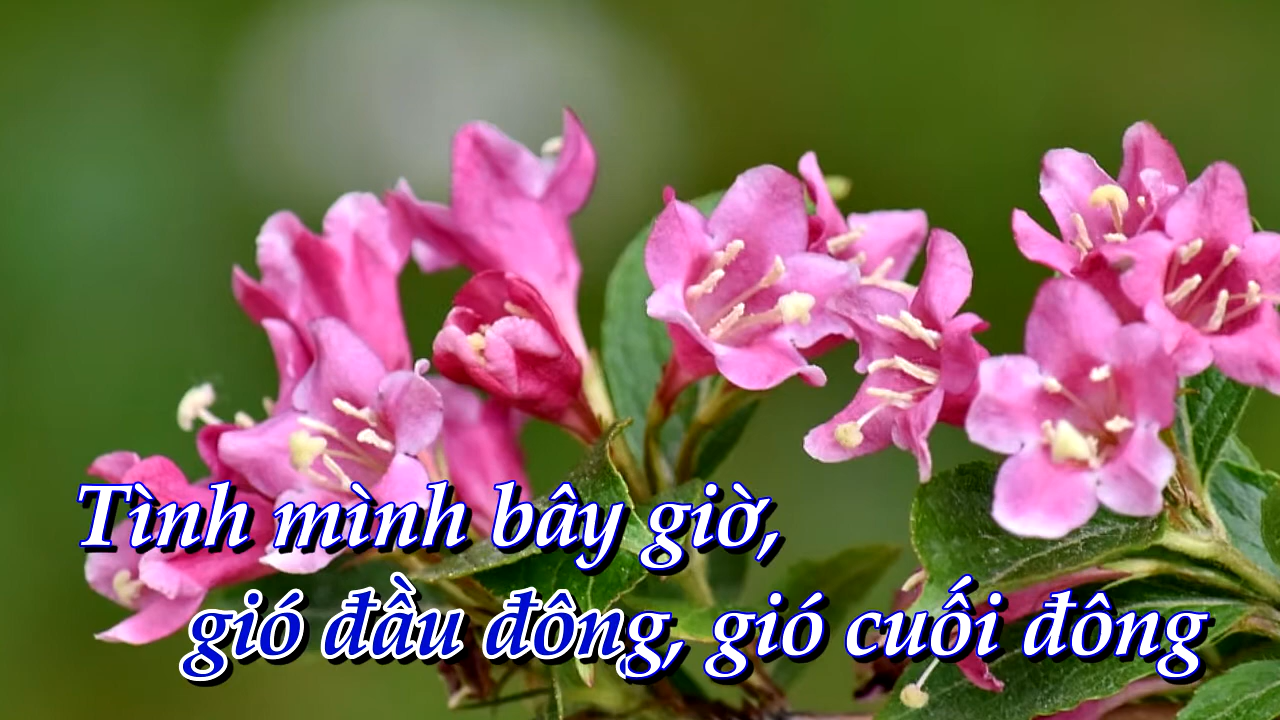 Tình mình bây giờ,
gió đầu đông, gió cuối đông